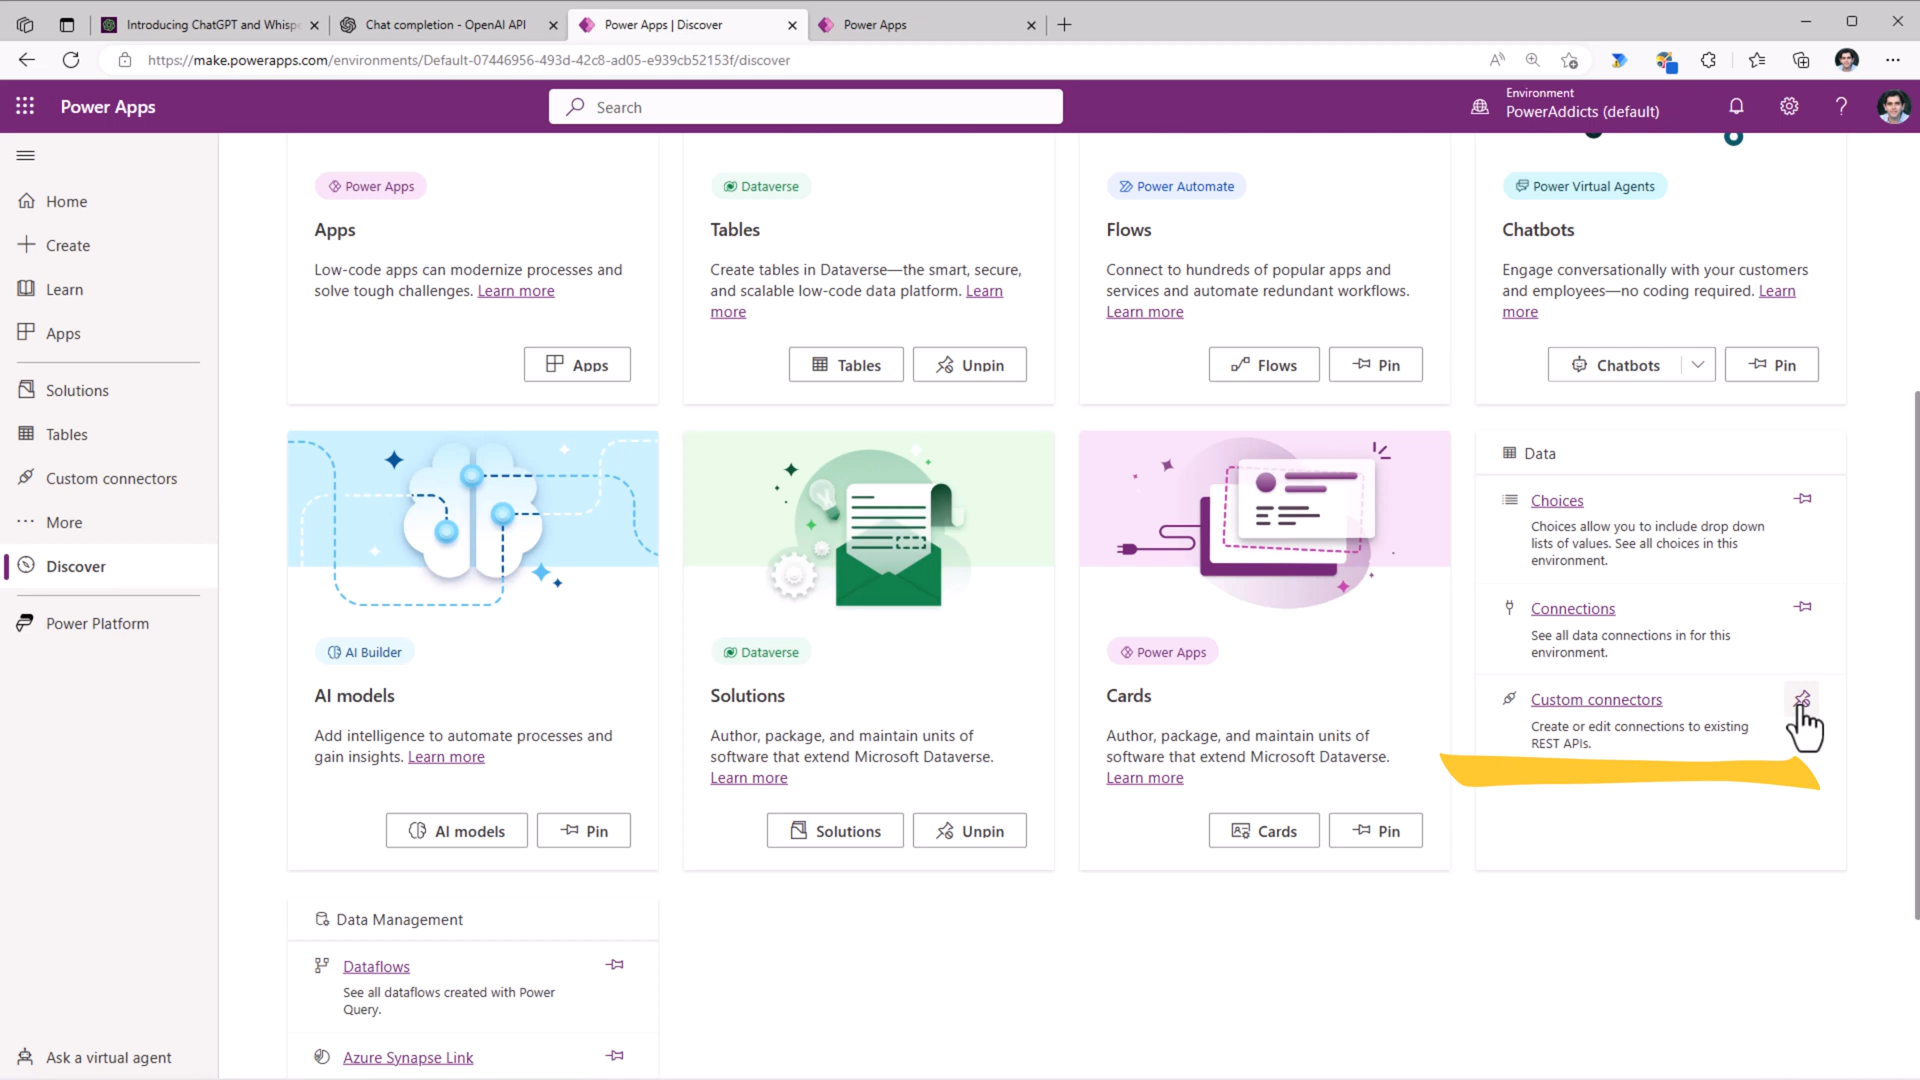 Introducing ChatGPT and Whisp
Chat completion - OpenAI API
Power Apps | Discover
Power Apps
https://make.powerapps.com/environments/Default-07446956-493d-42c8-ad05-e939cb52153f/discover
Power Apps
Search
Environment
PowerAddicts (default)
Home
Create
Learn
Apps
Solutions
Tables
Custom connectors
More
Discover
Power Platform
Ask a virtual agent
Power Apps
Apps
Low-code apps can modernize processes and
solve tough challenges. Learn more
Apps
Dataverse
Tables
Create tables in Dataverse—the smart, secure,
and scalable low-code data platform. Learn
more
Tables
Unpin
Power Automate
Flows
Connect to hundreds of popular apps and
services and automate redundant workflows.
Learn more
Flows
Pin
Power Virtual Agents
Chatbots
Engage conversationally with your customers
and employees—no coding required. Learn
more
Chatbots
Pin
AI Builder
AI models
Add intelligence to automate processes and
gain insights. Learn more
AI models
Pin
Dataverse
Solutions
Author, package, and maintain units of
software that extend Microsoft Dataverse.
Learn more
Solutions
Unpin
Power Apps
Cards
Author, package, and maintain units of
software that extend Microsoft Dataverse.
Learn more
Cards
Pin
Data
Choices
Choices allow you to include drop down
lists of values. See all choices in this
environment.
Connections
See all data connections in for this
environment.
Custom connectors
Create or edit connections to existing
REST APIs.
Data Management
Dataflows
See all dataflows created with Power
Query.
Azure Synapse Link